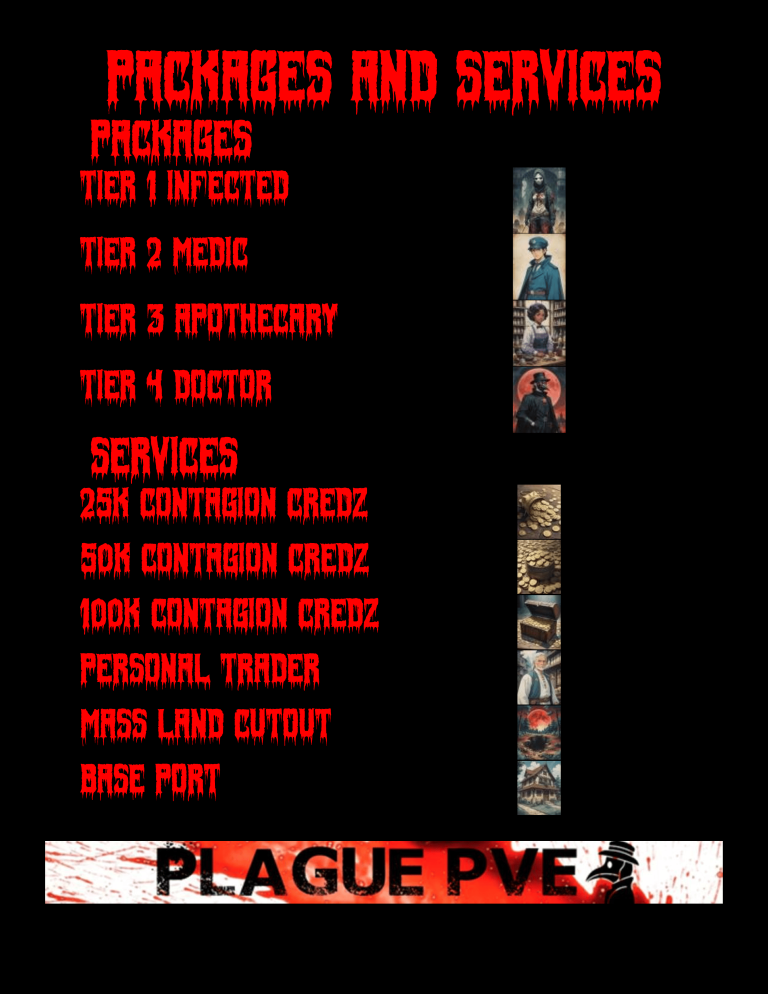 PACKAGES AND SERVICES
PACKAGES
TIER 1 INFECTED
TIER 2 MEDIC
TIER 3 APOTHECARY
TIER 4 DOCTOR
SERVICES
25K CONTAGION CREDZ
50K CONTAGION CREDZ
100K CONTAGION CREDZ
PERSONAL TRADER
MASS LAND CUTOUT
BASE PORT
PLAGUE PVE